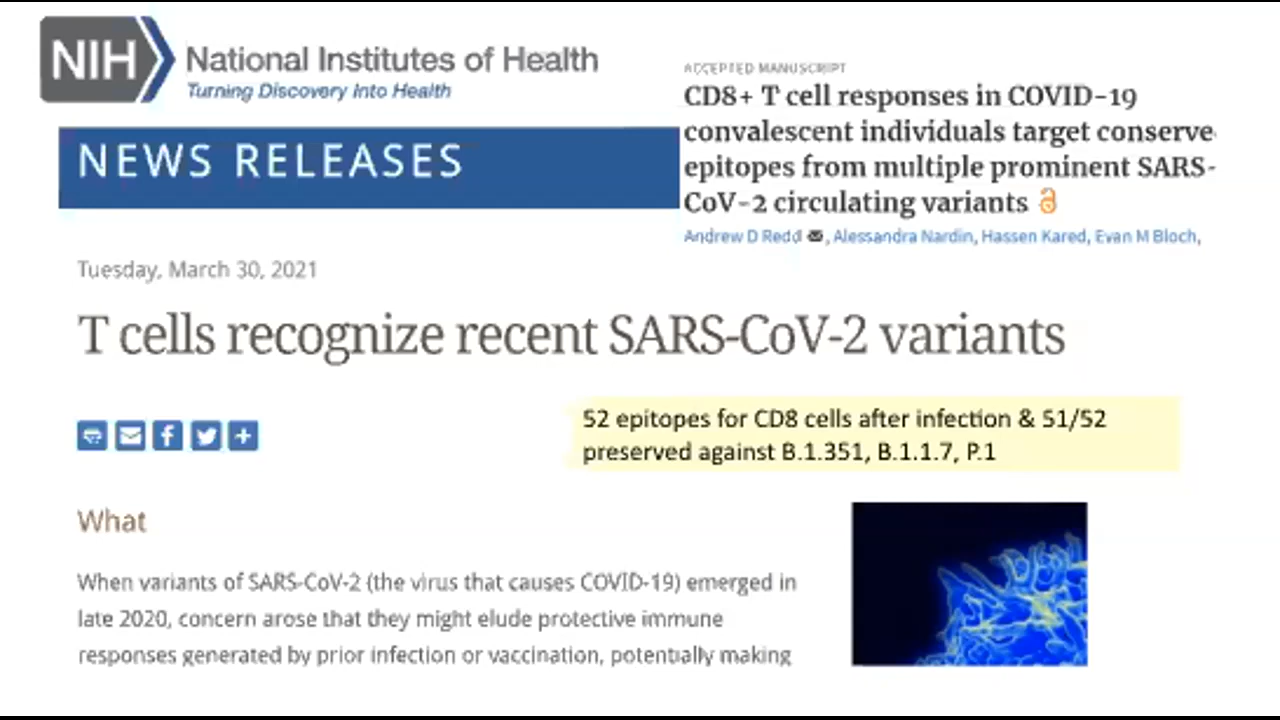 NIH National Institutes of Health
Turning Discovery Into Health
NEWS RELEASES
ACCEPTED MANUSCRIPT
CD8+ T cell responses in COVID-19
convalescent individuals target conserve
epitopes from multiple prominent SARS-
CoV-2 circulating variants
Andrew D Redd, Alessandra Nardin, Hassen Kared, Evan M Bloch,
Tuesday, March 30, 2021
T cells recognize recent SARS-CoV-2 variants
52 epitopes for CD8 cells after infection & 51/52
preserved against B.1.351, B.1.1.7, P.1
What
When variants of SARS-CoV-2 (the virus that causes COVID-19) emerged in
late 2020, concern arose that they might elude protective immune
responses generated by prior infection or vaccination, potentially making